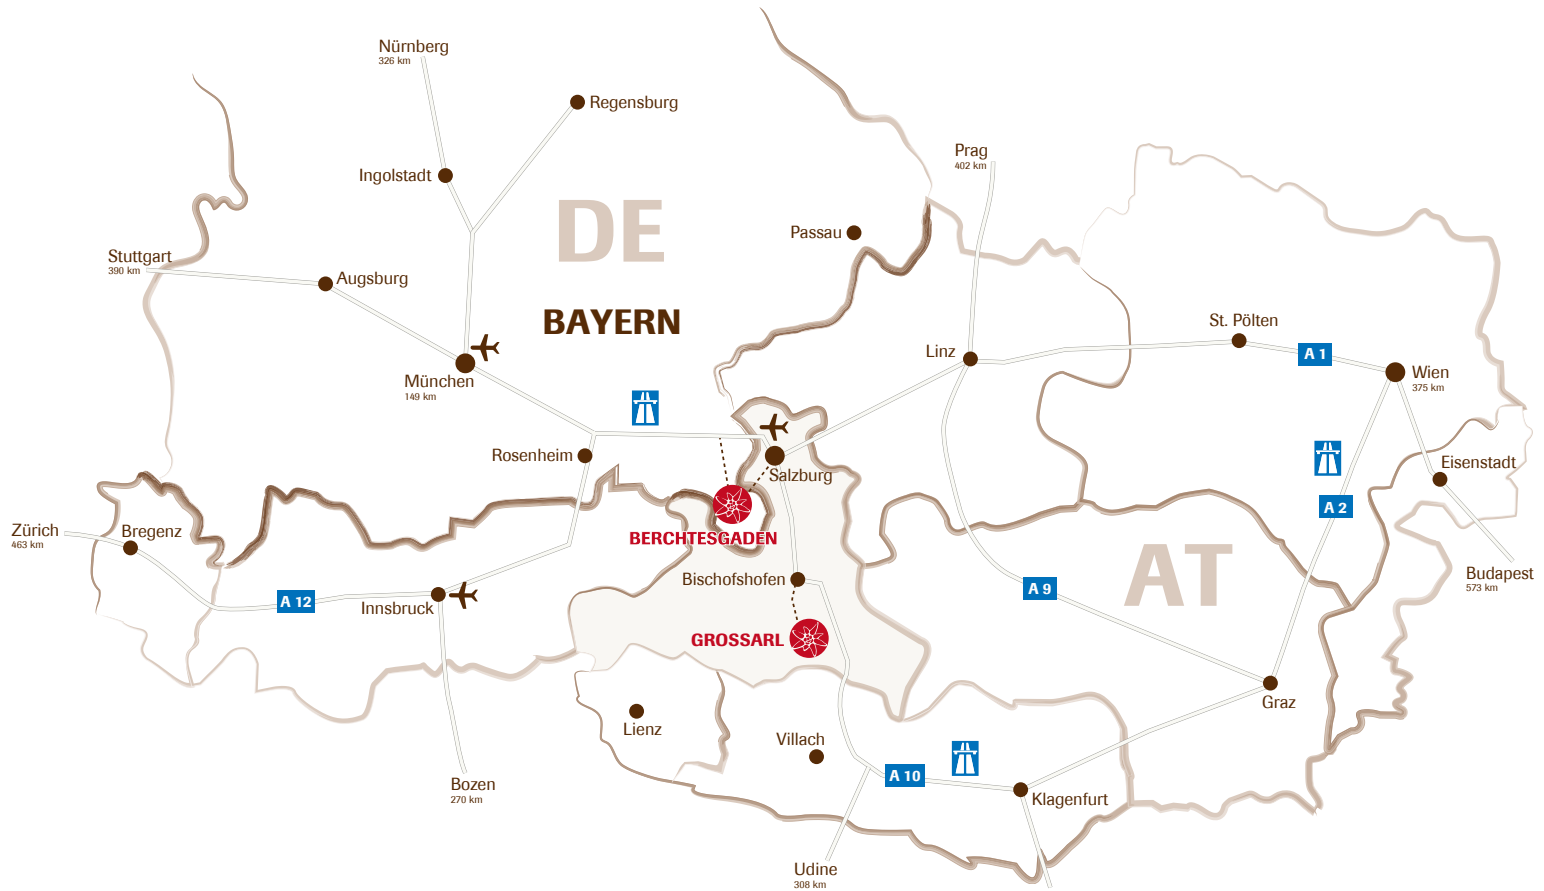 Nürnberg
326 km
Regensburg
Prag
402 km
Ingolstadt
DE
Passau
Stuttgart
390 km
Augsburg
BAYERN
St. Pölten
Linz
A 1
München
149 km
Wien
375 km
Rosenheim
Salzburg
Eisenstadt
A 2
Zürich
463 km
Bregenz
BERCHTESGADEN
AT
Bischofshofen
Budapest
573 km
A 12
Innsbruck
A 9
GROSSARL
Graz
Lienz
Villach
Bozen
270 km
A 10
Klagenfurt
Udine
308 km